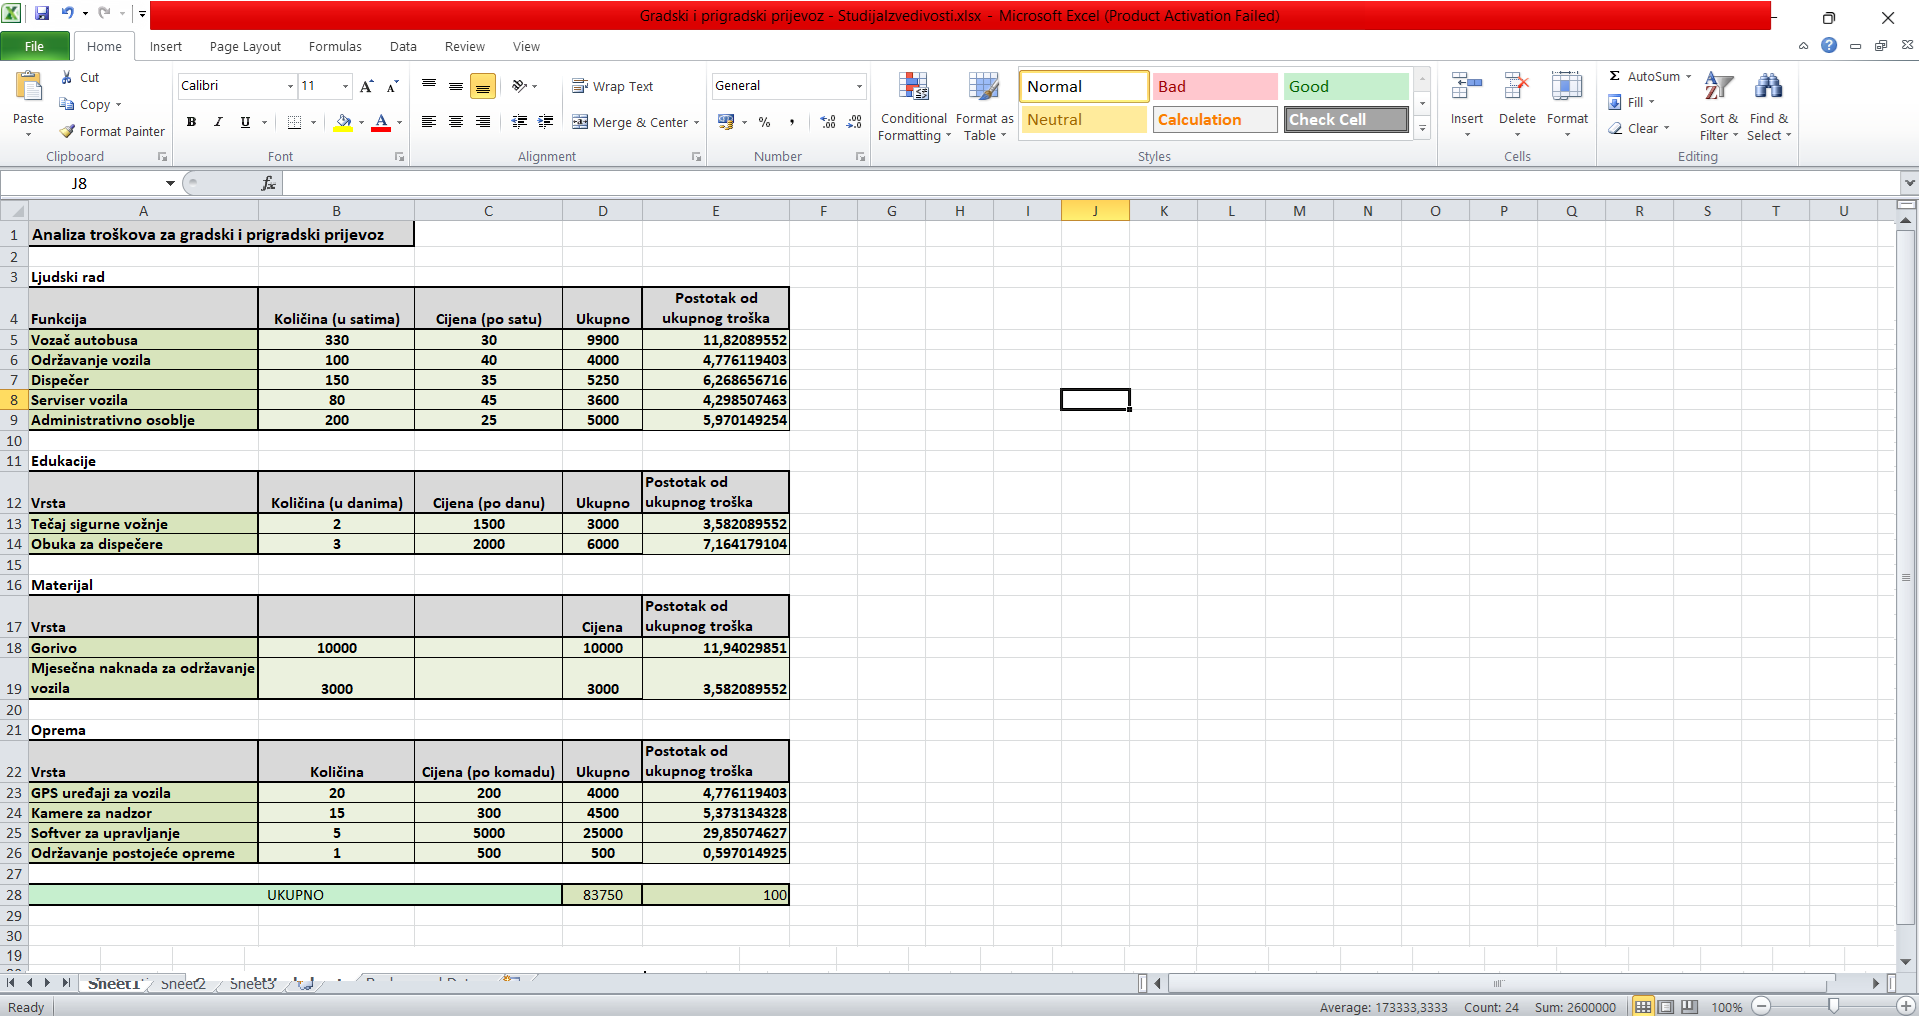 Gradski i prigradski prijevoz - StudijaIzvedivosti.xlsx - Microsoft Excel (Product Activation Failed)
File Home Insert Page Layout Formulas Data Review View
Paste Cut Copy Format Painter
Clipboard
Calibri 11
B I U A
Font
Wrap Text
Merge & Center
Alignment
General
% ,
Number
Conditional Formatting Format as Table
Normal Bad Good
Neutral Calculation Check Cell
Styles
Insert Delete Format
Cells
Σ AutoSum
Fill
Clear
Sort & Filter Find & Select
Editing
J8 fx
A B C D E F G H I J K L M N O P Q R S T U
1 Analiza troškova za gradski i prigradski prijevoz
2
3 Ljudski rad
4 Funkcija Količina (u satima) Cijena (po satu) Ukupno Postotak od ukupnog troška
5 Vozač autobusa 330 30 9900 11,82089552
6 Održavanje vozila 100 40 4000 4,776119403
7 Dispečer 150 35 5250 6,268656716
8 Serviser vozila 80 45 3600 4,298507463
9 Administrativno osoblje 200 25 5000 5,970149254
10
11 Edukacije
12 Vrsta Količina (u danima) Cijena (po danu) Ukupno Postotak od ukupnog troška
13 Tečaj sigurne vožnje 2 1500 3000 3,582089552
14 Obuka za dispečere 3 2000 6000 7,164179104
15
16 Materijal
17 Vrsta Cijena Postotak od ukupnog troška
18 Gorivo 10000 10000 11,94029851
19 Mjesečna naknada za održavanje vozila 3000 3000 3,582089552
20
21 Oprema
22 Vrsta Količina Cijena (po komadu) Ukupno Postotak od ukupnog troška
23 GPS uređaji za vozila 20 200 4000 4,776119403
24 Kamere za nadzor 15 300 4500 5,373134328
25 Softver za upravljanje 5 5000 25000 29,85074627
26 Održavanje postojeće opreme 1 500 500 0,597014925
27
28 UKUPNO 83750 100
29
30
19
Sheet1 Sheet2 Sheet3
Ready Average: 173333,3333 Count: 24 Sum: 2600000 100%